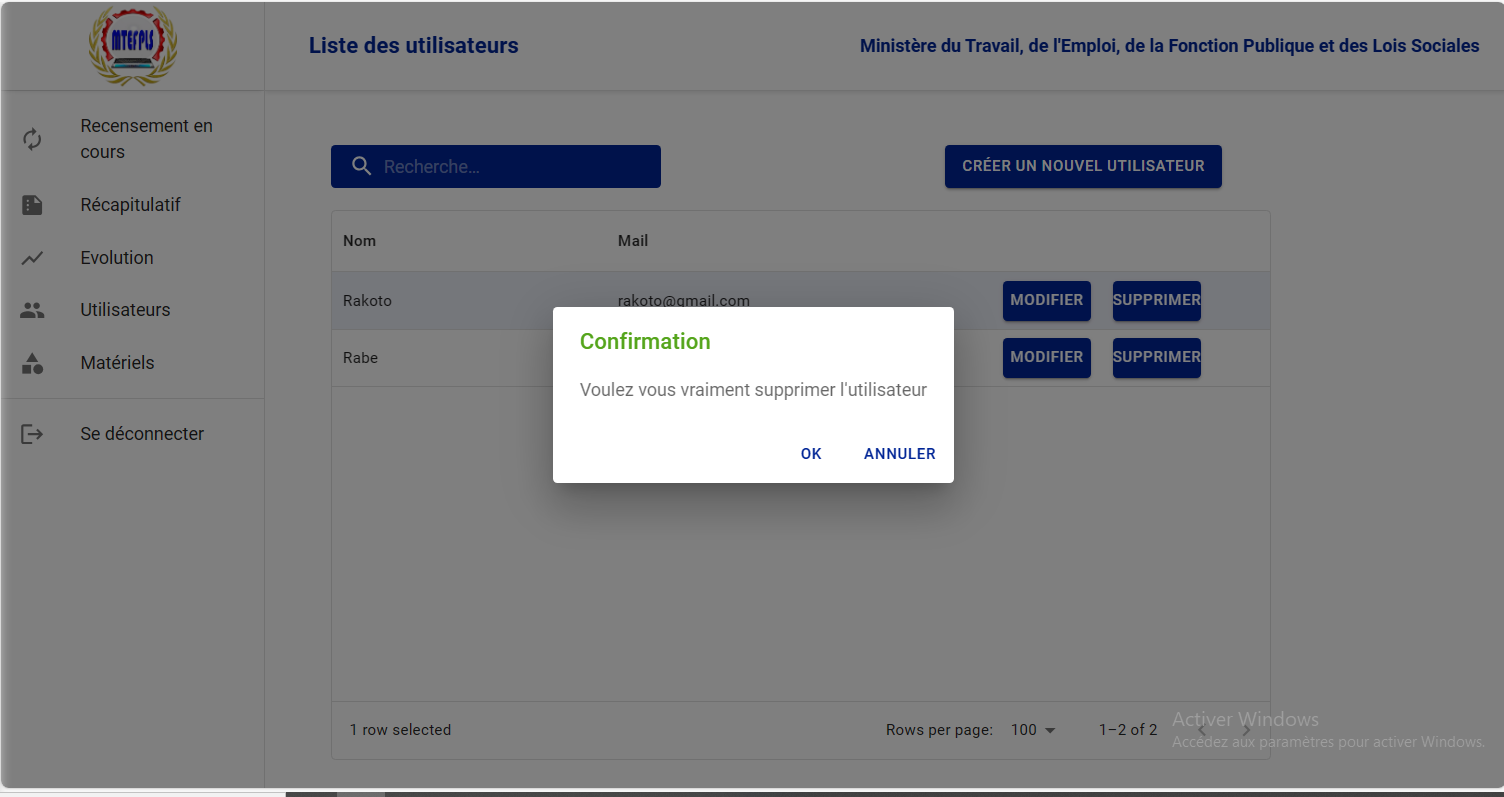 MTEFPLS
Liste des utilisateurs
Ministère du Travail, de l'Emploi, de la Fonction Publique et des Lois Sociales
Recensement en
cours
Récapitulatif
Evolution
Utilisateurs
Matériels
Se déconnecter
Recherche...
CRÉER UN NOUVEL UTILISATEUR
Nom Mail
Rakoto rakoto@gmail.com MODIFIER SUPPRIMER
Rabe MODIFIER SUPPRIMER
Confirmation
Voulez vous vraiment supprimer l'utilisateur
OK ANNULER
1 row selected Rows per page: 100 1–2 of 2
Activer Windows
Accédez aux paramètres pour activer Windows.